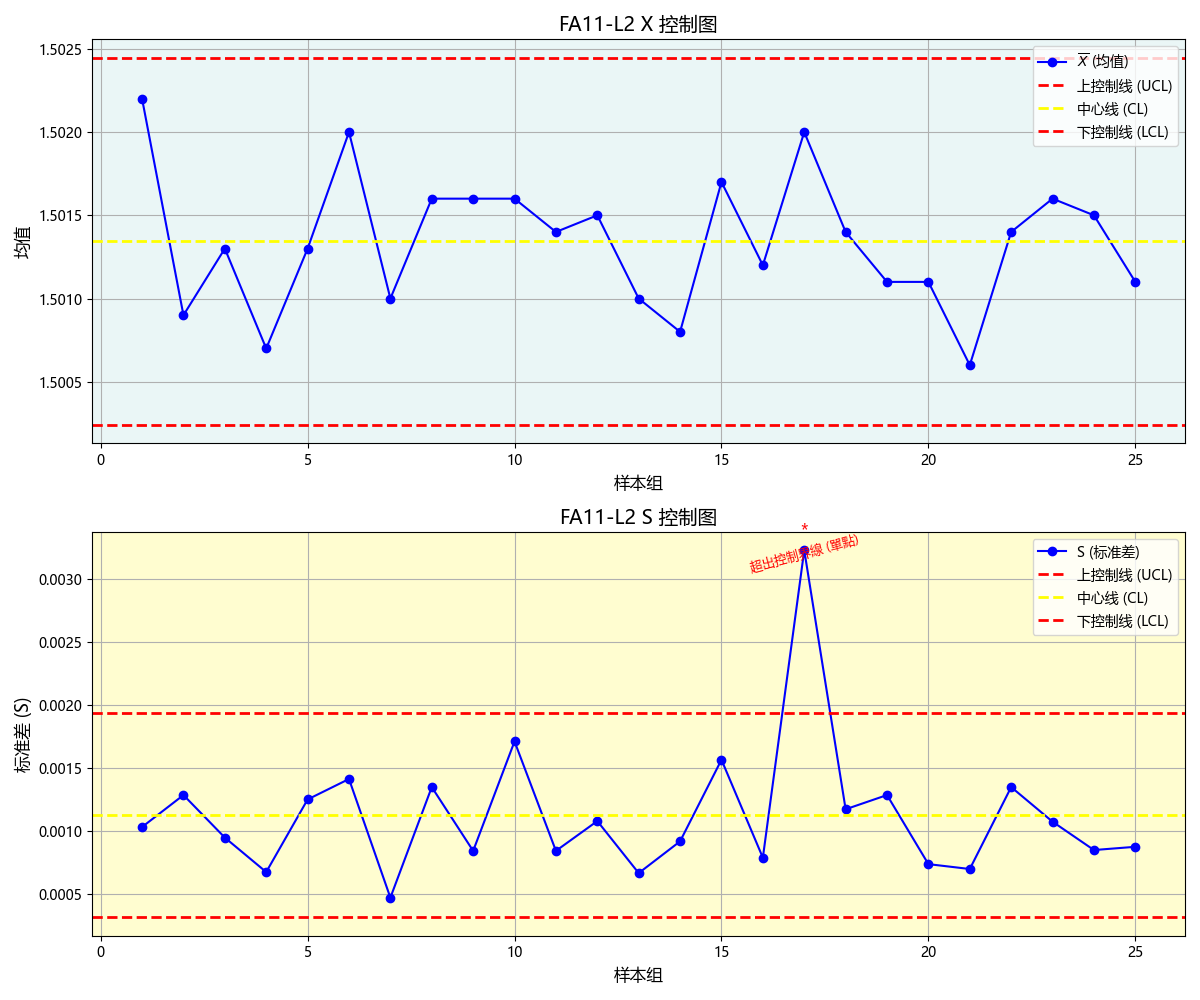 FA11-L2 X 控制图
1.5025
1.5020
1.5015
1.5010
1.5005
均值
X (均值)
上控制线 (UCL)
中心线 (CL)
下控制线 (LCL)
0 5 10 15 20 25
样本组
FA11-L2 S 控制图
*
超出控制界線 (單點)
0.0030
0.0025
0.0020
0.0015
0.0010
0.0005
标准差 (S)
S (标准差)
上控制线 (UCL)
中心线 (CL)
下控制线 (LCL)
0 5 10 15 20 25
样本组